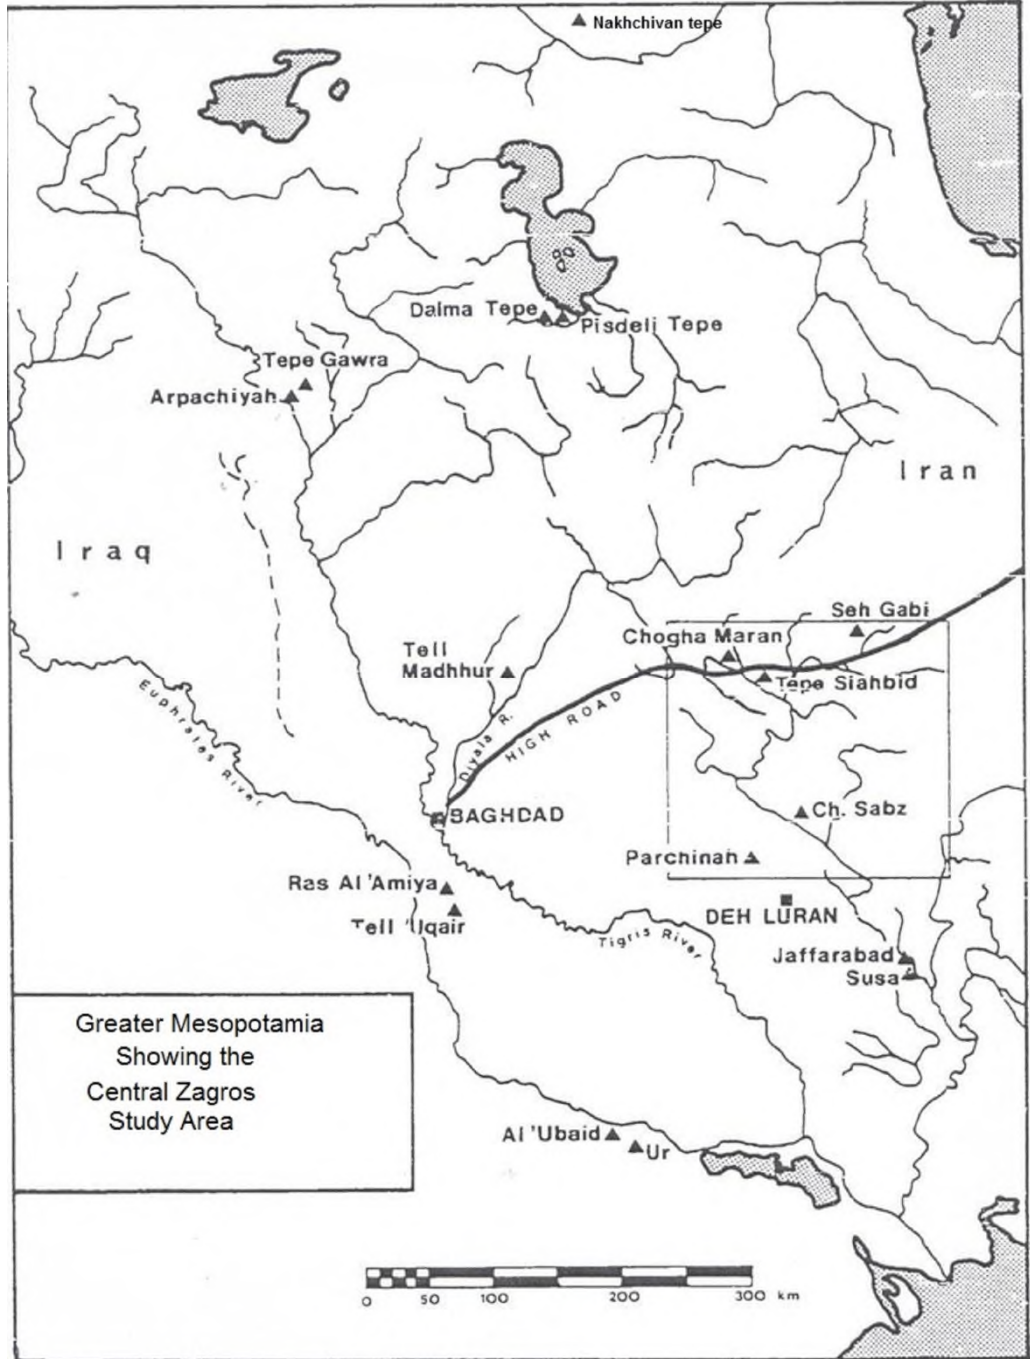 Nakhchivan tepe
Dalma Tepe
Pisdeli Tepe
Tepe Gawra
Arpachiyah
Iran
Iraq
Seh Gabi
Chogha Maran
Tell
Madhhur
Tepe Siahbid
Euphrates River
Diyala R.
HIGH ROAD
BAGHDAD
Ch. Sabz
Parchinah
Ras Al 'Amiya
Tell 'Uqair
DEH LURAN
Tigris River
Jaffarabad
Susa
Greater Mesopotamia
Showing the
Central Zagros
Study Area
Al 'Ubaid
Ur
0 50 100 200 300 km